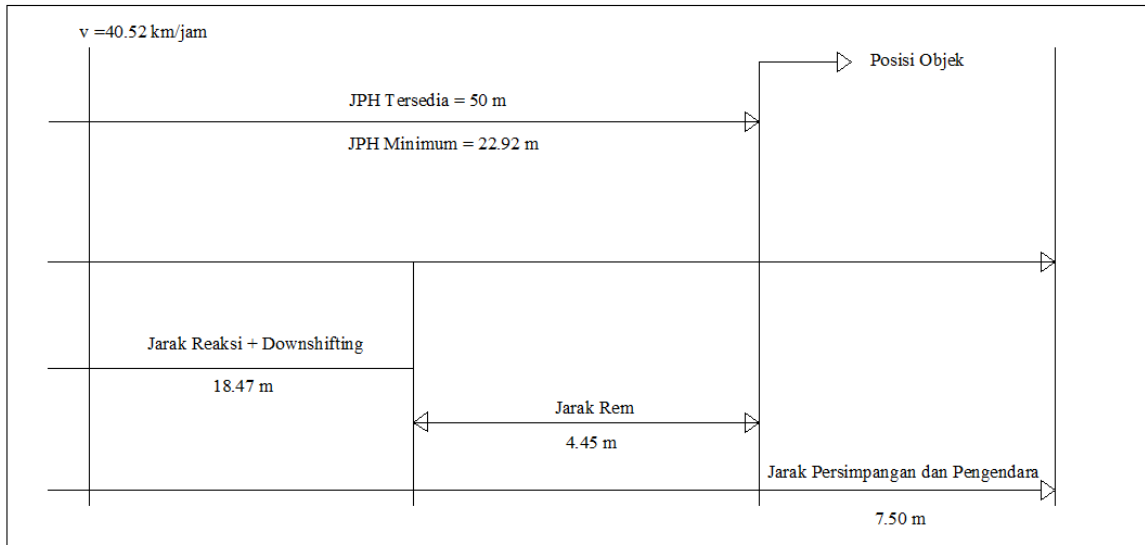 v =40.52 km/jam
Posisi Objek
JPH Tersedia = 50 m
JPH Minimum = 22.92 m
Jarak Reaksi + Downshifting
18.47 m
Jarak Rem
4.45 m
Jarak Persimpangan dan Pengendara
7.50 m